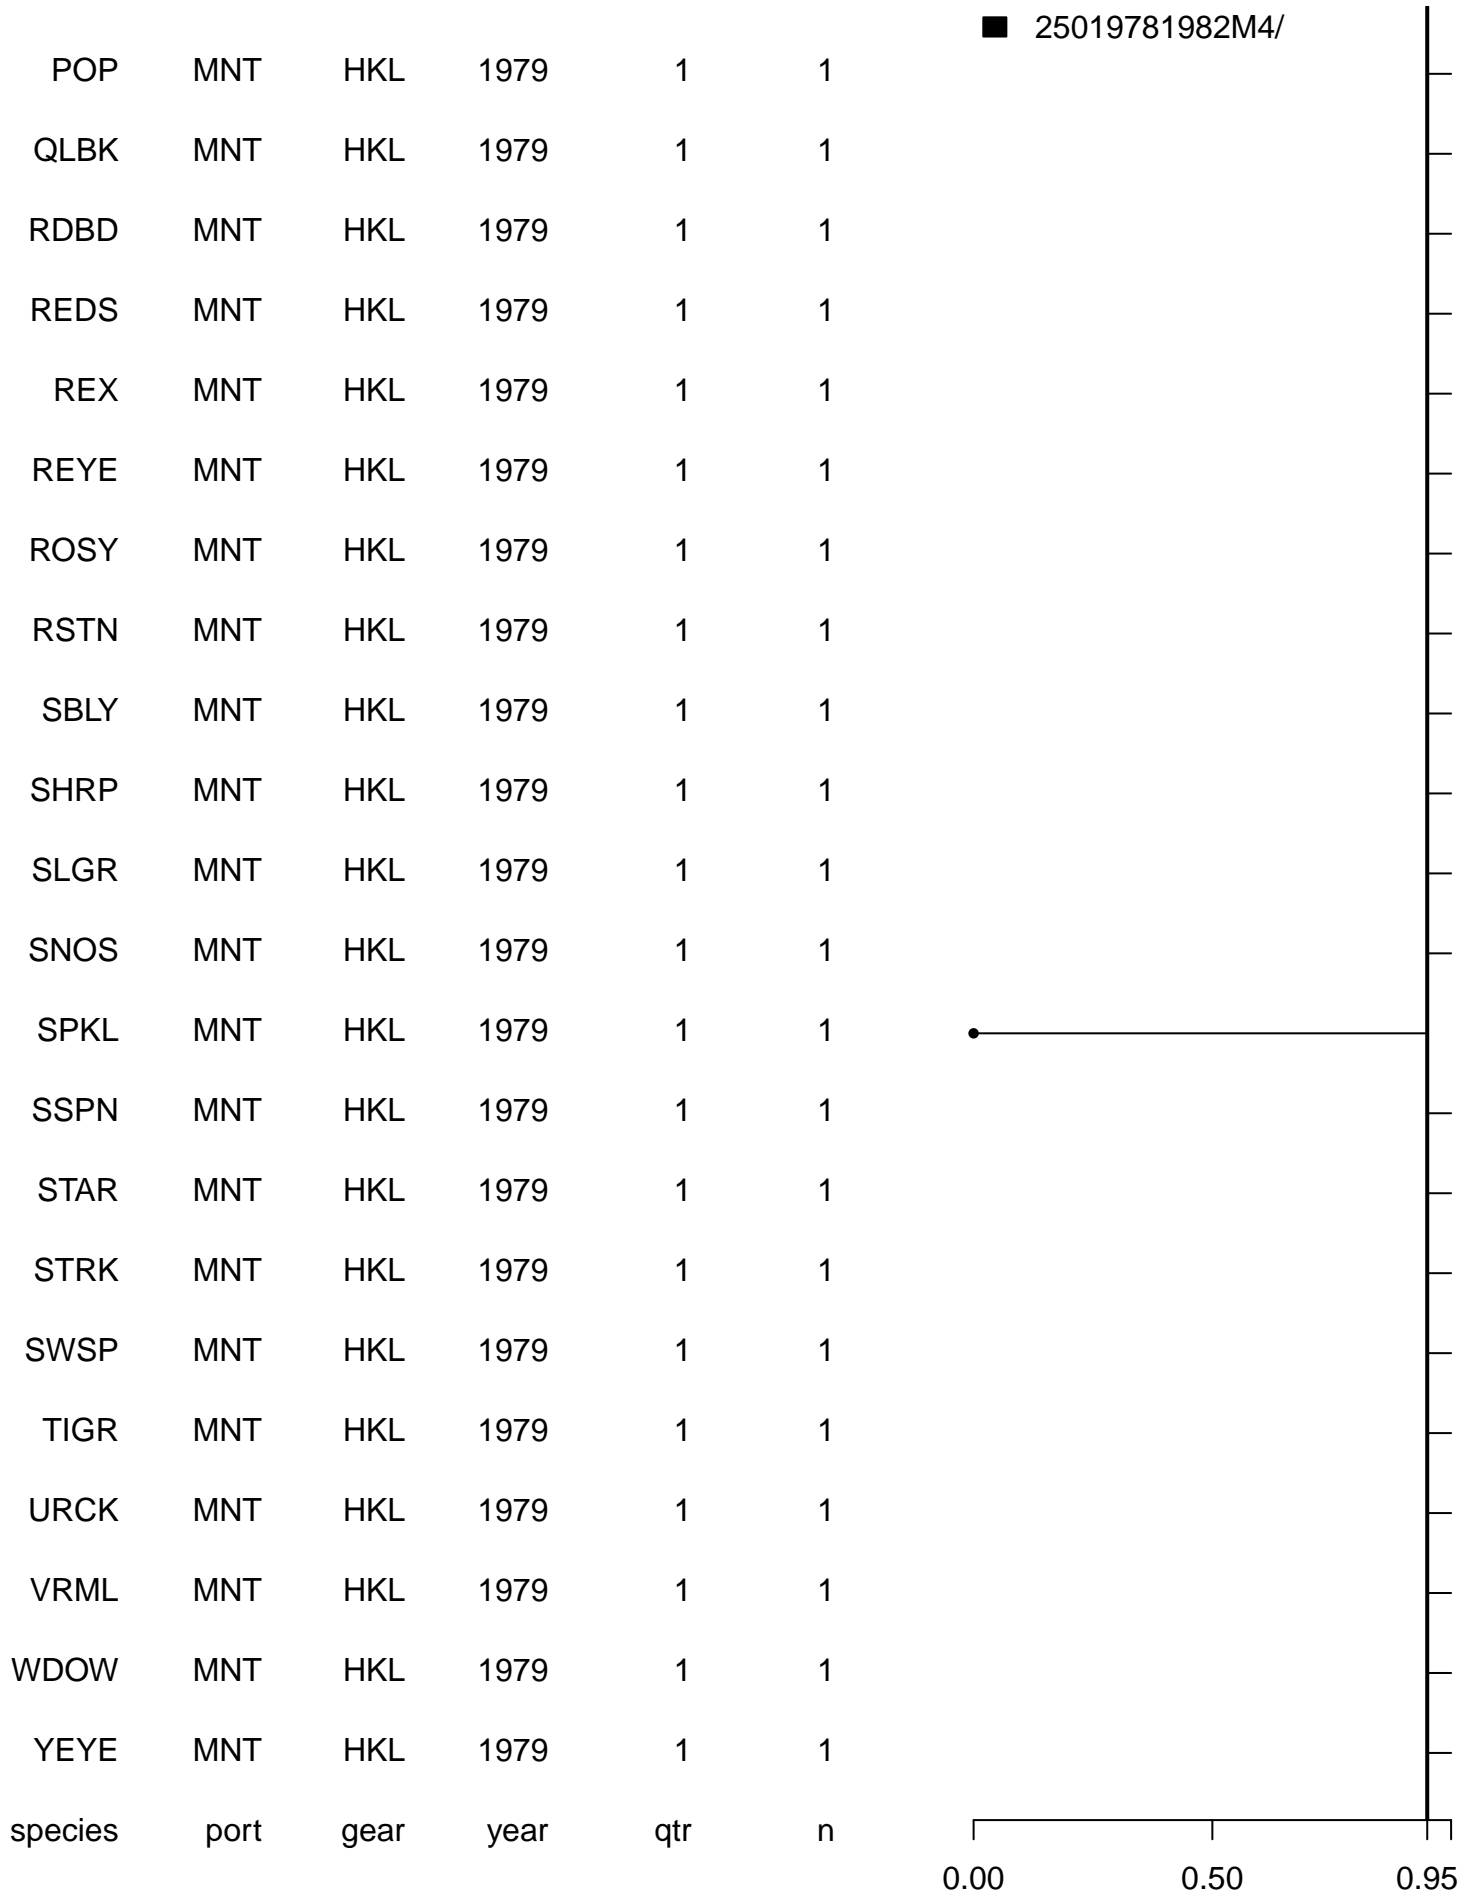 25019781982M4/
POP MNT HKL 1979 1 1
QLBK MNT HKL 1979 1 1
RDBD MNT HKL 1979 1 1
REDS MNT HKL 1979 1 1
REX MNT HKL 1979 1 1
REYE MNT HKL 1979 1 1
ROSY MNT HKL 1979 1 1
RSTN MNT HKL 1979 1 1
SBLY MNT HKL 1979 1 1
SHRP MNT HKL 1979 1 1
SLGR MNT HKL 1979 1 1
SNOS MNT HKL 1979 1 1
SPKL MNT HKL 1979 1 1
SSPN MNT HKL 1979 1 1
STAR MNT HKL 1979 1 1
STRK MNT HKL 1979 1 1
SWSP MNT HKL 1979 1 1
TIGR MNT HKL 1979 1 1
URCK MNT HKL 1979 1 1
VRML MNT HKL 1979 1 1
WDOW MNT HKL 1979 1 1
YEYE MNT HKL 1979 1 1
species port gear year qtr n
0.00 0.50 0.95